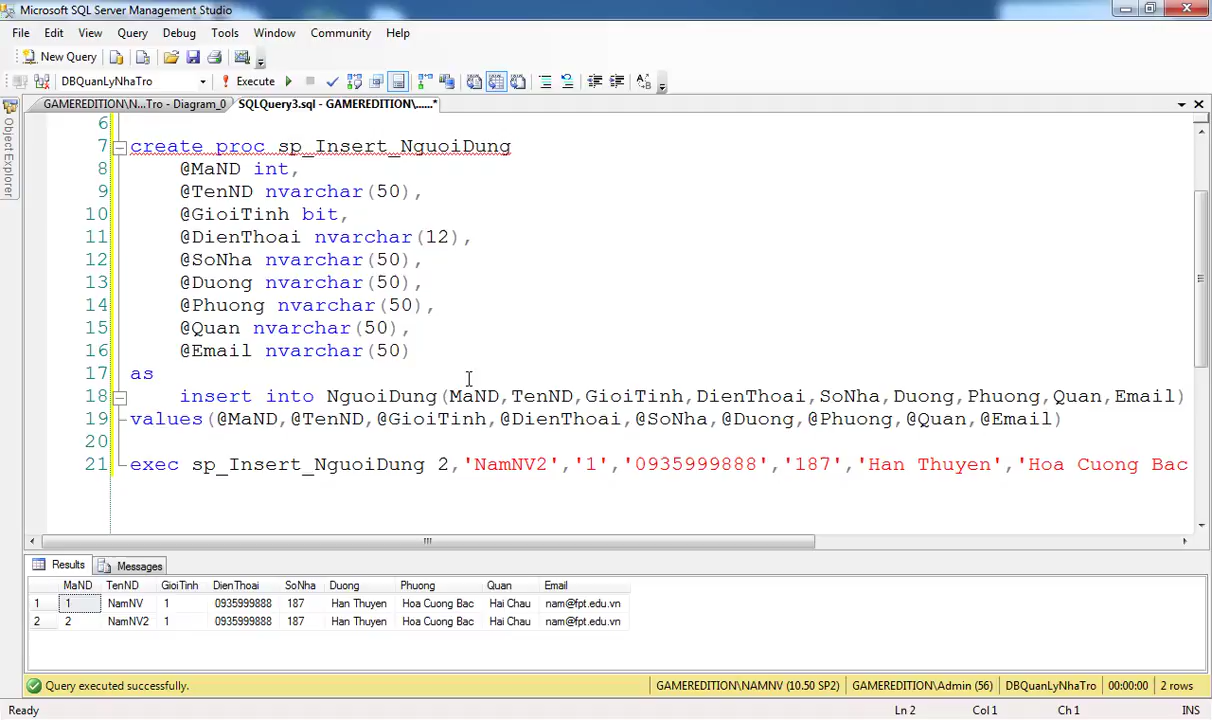 Microsoft SQL Server Management Studio
File Edit View Query Debug Tools Window Community Help
New Query
DBQuanLyNhaTro Execute
GAMEREDITION\N...Tro - Diagram_0 SQLQuery3.sql - GAMEREDITION\......*
Object Explorer
6
7 create proc sp_Insert_NguoiDung
8 @MaND int,
9 @TenND nvarchar(50),
10 @GioiTinh bit,
11 @DienThoai nvarchar(12),
12 @SoNha nvarchar(50),
13 @Duong nvarchar(50),
14 @Phuong nvarchar(50),
15 @Quan nvarchar(50),
16 @Email nvarchar(50)
17 as
18 insert into NguoiDung(MaND,TenND,GioiTinh,DienThoai,SoNha,Duong,Phuong,Quan,Email)
19 values(@MaND,@TenND,@GioiTinh,@DienThoai,@SoNha,@Duong,@Phuong,@Quan,@Email)
20
21 exec sp_Insert_NguoiDung 2,'NamNV2','1','0935999888','187','Han Thuyen','Hoa Cuong Bac
Results Messages
MaND TenND GioiTinh DienThoai SoNha Duong Phuong Quan Email
1 1 NamNV 1 0935999888 187 Han Thuyen Hoa Cuong Bac Hai Chau nam@fpt.edu.vn
2 2 NamNV2 1 0935999888 187 Han Thuyen Hoa Cuong Bac Hai Chau nam@fpt.edu.vn
Query executed successfully. GAMEREDITION\NAMNV (10.50 SP2) GAMEREDITION\Admin (56) DBQuanLyNhaTro 00:00:00 2 rows
Ready Ln 2 Col 1 Ch 1 INS